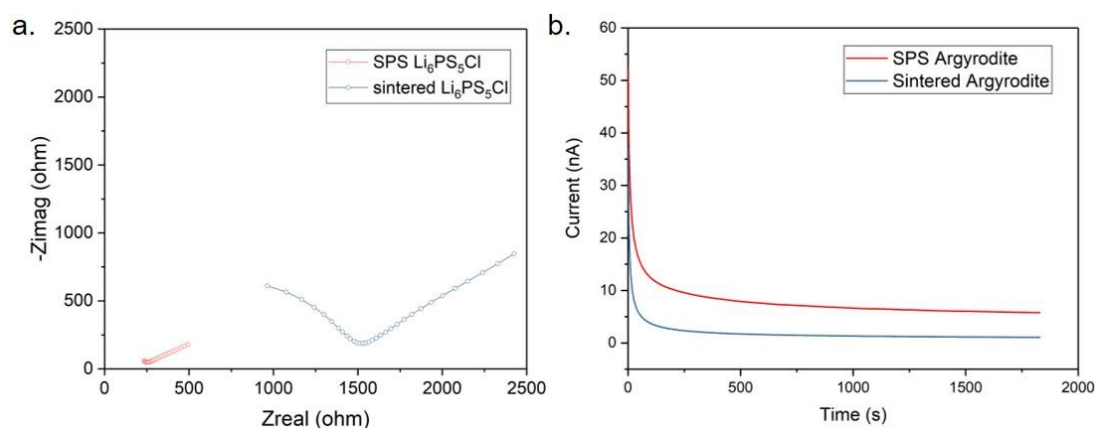 a.
2500
2000
1500
1000
500
0
-Zimag (ohm)
SPS Li₆PS₅Cl
sintered Li₆PS₅Cl
0 500 1000 1500 2000 2500
Zreal (ohm)
b.
60
50
40
30
20
10
0
Current (nA)
SPS Argyrodite
Sintered Argyrodite
0 500 1000 1500 2000
Time (s)